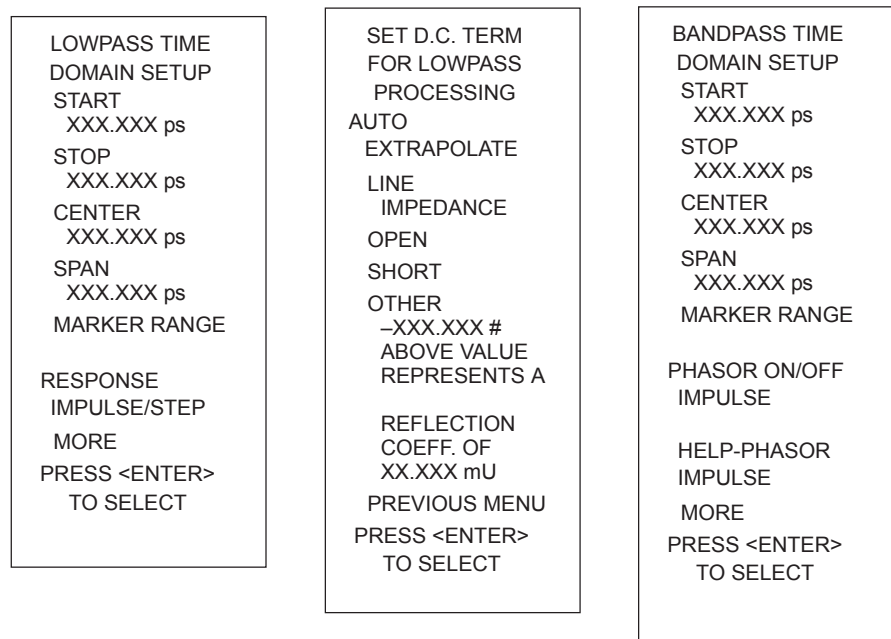 LOWPASS TIME
DOMAIN SETUP
START
XXX.XXX ps
STOP
XXX.XXX ps
CENTER
XXX.XXX ps
SPAN
XXX.XXX ps
MARKER RANGE
RESPONSE
IMPULSE/STEP
MORE
PRESS <ENTER>
TO SELECT
SET D.C. TERM
FOR LOWPASS
PROCESSING
AUTO
EXTRAPOLATE
LINE
IMPEDANCE
OPEN
SHORT
OTHER
–XXX.XXX #
ABOVE VALUE
REPRESENTS A
REFLECTION
COEFF. OF
XX.XXX mU
PREVIOUS MENU
PRESS <ENTER>
TO SELECT
BANDPASS TIME
DOMAIN SETUP
START
XXX.XXX ps
STOP
XXX.XXX ps
CENTER
XXX.XXX ps
SPAN
XXX.XXX ps
MARKER RANGE
PHASOR ON/OFF
IMPULSE
HELP-PHASOR
IMPULSE
MORE
PRESS <ENTER>
TO SELECT